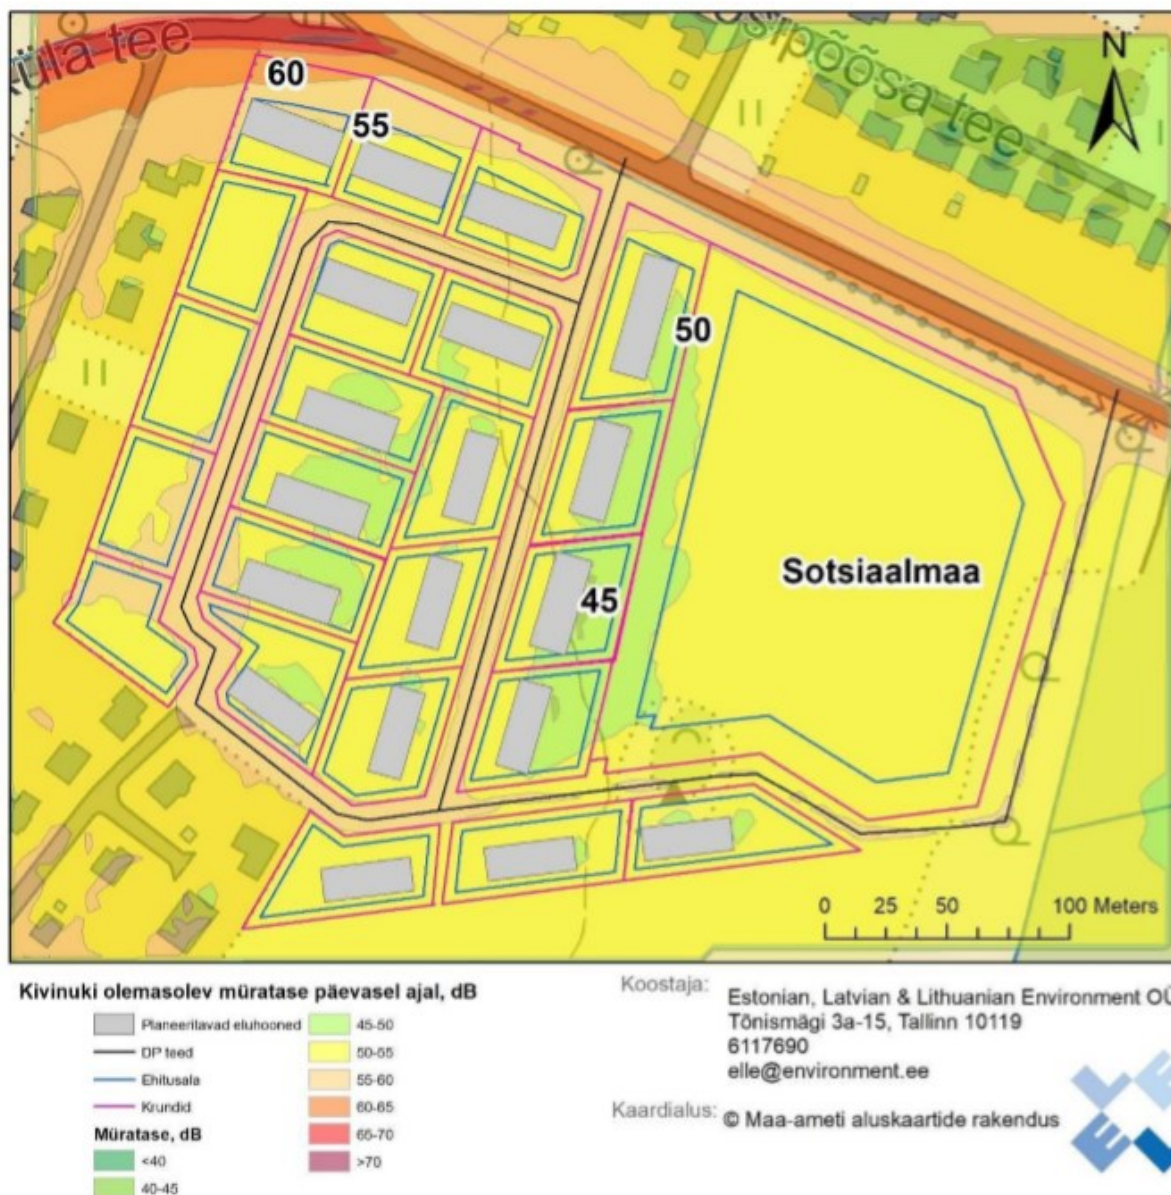 üla tee
sipõõsa tee
N
60
55
50
45
Sotsiaalmaa
0 25 50 100 Meters
Kivinuki olemasolev müratase päevasel ajal, dB
Planeeritavad eluhooned
DP teed
Ehitusala
Krundid
Müratase, dB
<40
40-45
45-50
50-55
55-60
60-65
65-70
>70
Koostaja:
Estonian, Latvian & Lithuanian Environment OÜ
Tõnismägi 3a-15, Tallinn 10119
6117690
elle@environment.ee
Kaardialus: © Maa-ameti aluskaartide rakendus
E L L E